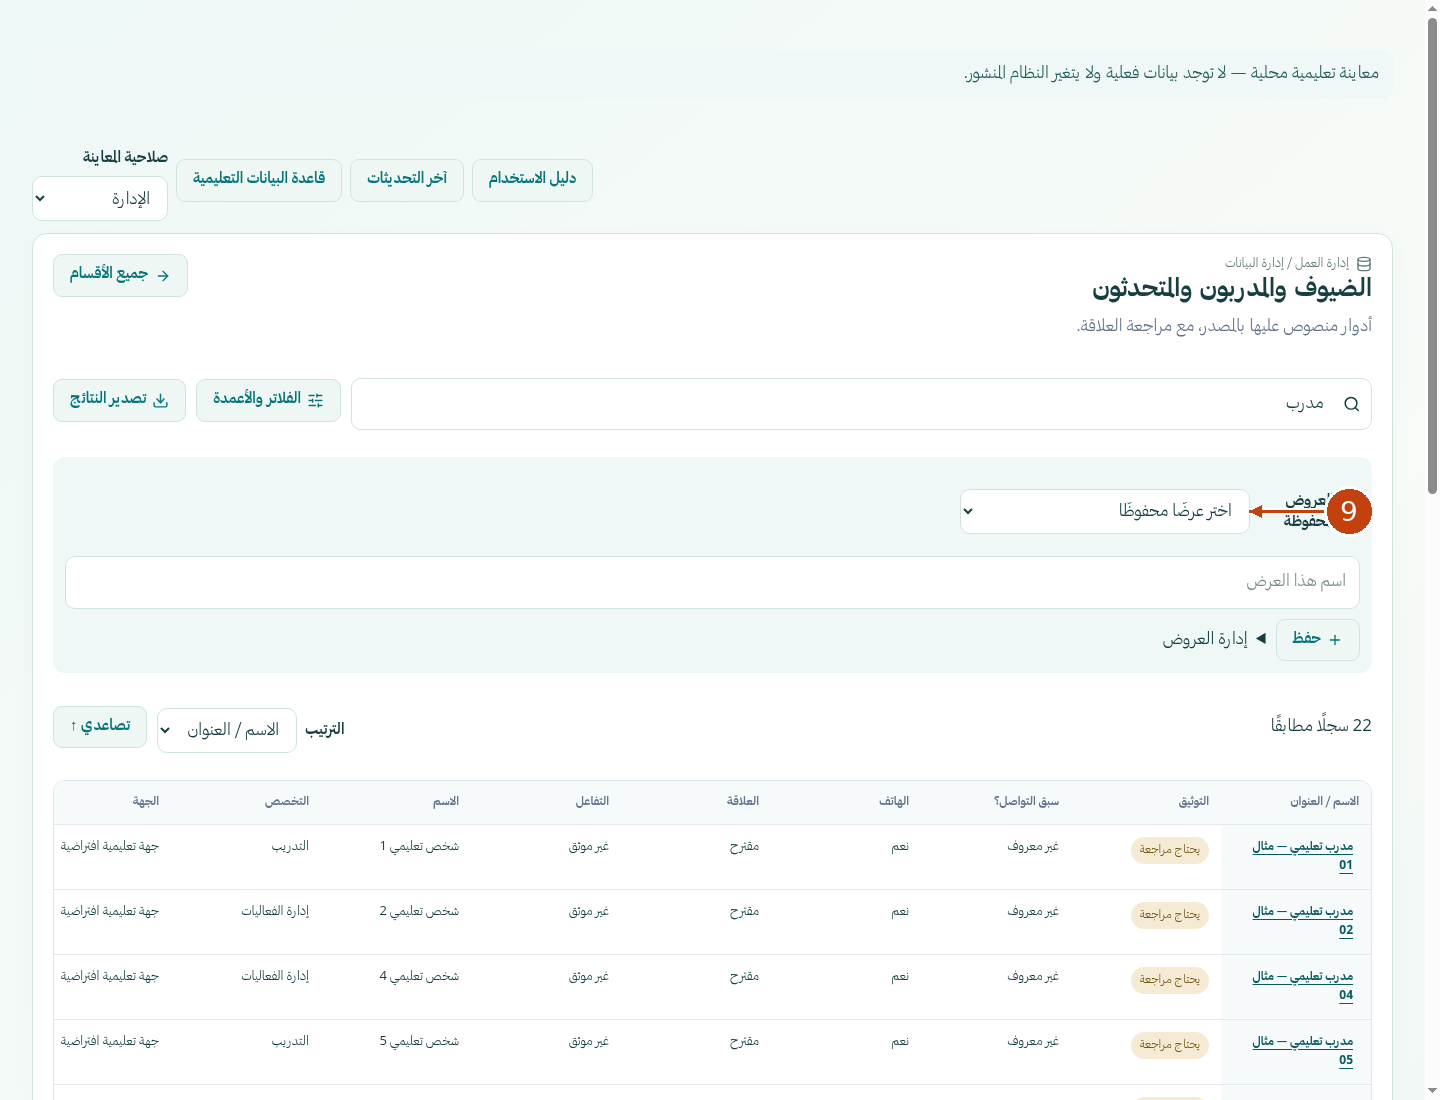 معاينة تعليمية محلية — لا توجد بيانات فعلية ولا يتغير النظام المنشور.
دليل الاستخدام
آخر التحديثات
قاعدة البيانات التعليمية
صلاحية المعاينة
الإدارة
إدارة العمل / إدارة البيانات
الضيوف والمدربون والمتحدثون
أدوار منصوص عليها بالمصدر، مع مراجعة العلاقة.
→ جميع الأقسام
مدرب
الفلاتر والأعمدة
تصدير النتائج
9
اختر عرضًا محفوظًا
اسم هذا العرض
+ حفظ
◀ إدارة العروض
22 سجلًا مطابقًا
الترتيب
الاسم / العنوان
تصاعدي ↑
الاسم / العنوان التوثيق سبق التواصل؟ الهاتف العلاقة التفاعل الاسم التخصص الجهة
مدرب تعليمي — مثال 01 يحتاج مراجعة غير معروف نعم مقترح غير موثق شخص تعليمي 1 التدريب جهة تعليمية افتراضية
مدرب تعليمي — مثال 02 يحتاج مراجعة غير معروف نعم مقترح غير موثق شخص تعليمي 2 إدارة الفعاليات جهة تعليمية افتراضية
مدرب تعليمي — مثال 04 يحتاج مراجعة غير معروف نعم مقترح غير موثق شخص تعليمي 4 إدارة الفعاليات جهة تعليمية افتراضية
مدرب تعليمي — مثال 05 يحتاج مراجعة غير معروف نعم مقترح غير موثق شخص تعليمي 5 التدريب جهة تعليمية افتراضية